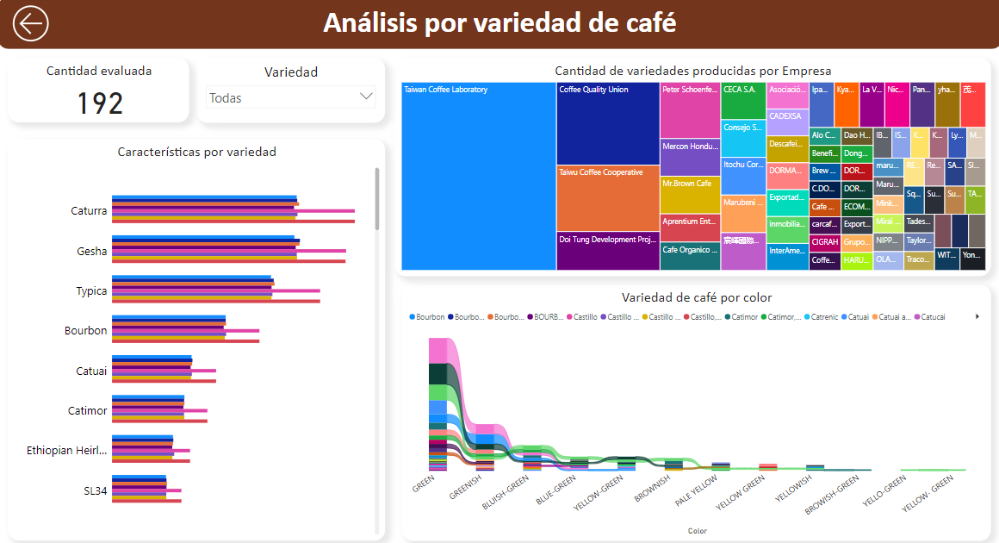 Análisis por variedad de café
Cantidad evaluada
192
Variedad
Todas
Características por variedad
Caturra
Gesha
Typica
Bourbon
Catuai
Catimor
Ethiopian Heirl...
SL34
Cantidad de variedades producidas por Empresa
Taiwan Coffee Laboratory
Coffee Quality Union
Taiwu Coffee Cooperative
Doi Tung Development Proj...
Peter Schoenfe...
Mercon Hondu...
Mr.Brown Cafe
Aprentium Ent...
Cafe Organico ...
CECA S.A.
Consejo S...
Itochu Cor...
Marubeni ...
Asociació...
CADEXSA
Descafei...
DORMA...
Exportad...
inmobilia...
InterAme...
Ipa...
Kya...
La V...
Nic...
Pan...
yha...
茂...
Alo C...
Dao H...
IB...
IS...
K...
K...
Ly...
M...
Benefi...
Dong...
Brew ...
DOR...
maru...
RE...
Re...
SA...
SI...
C.DO...
DOR...
Maru...
Sq...
Su...
Su...
TA...
Cafe ...
ECOM...
Mink...
carcaf...
Export...
Mirai ...
Tades...
CIGRAH
Grupo...
NIPP...
Taylor...
Coffe...
HARU...
OLA...
Traco...
WIT...
Yon...
Variedad de café por color
Bourbon Bourbo... Bourbo... BOURB... Castillo Castillo ... Castillo ... Castillo,... Catimor Catimor,... Catrenic Catuai Catuai a... Catucai
GREEN
GREENISH
BLUISH-GREEN
BLUE-GREEN
YELLOW-GREEN
BROWNISH
PALE YELLOW
YELLOW GREEN
YELLOWISH
BROWISH-GREEN
YELLO-GREEN
YELLOW- GREEN
Color